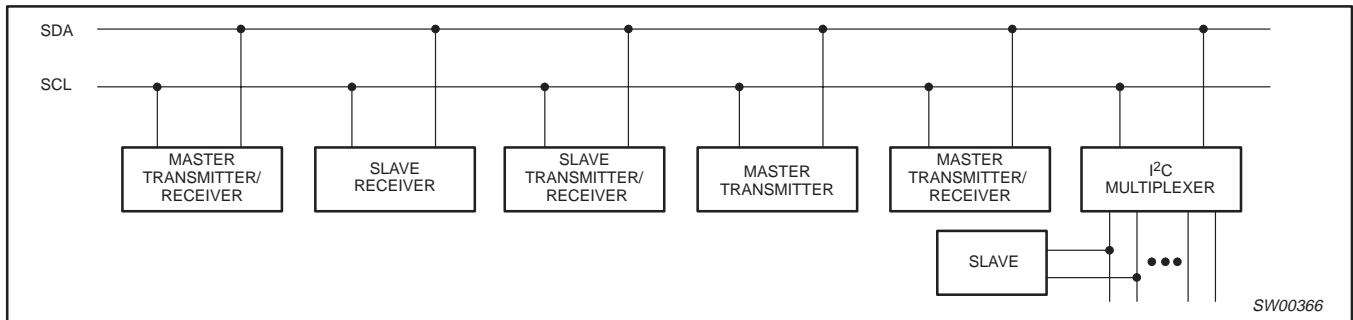 SDA
SCL
MASTER
TRANSMITTER/
RECEIVER
SLAVE
RECEIVER
SLAVE
TRANSMITTER/
RECEIVER
MASTER
TRANSMITTER
MASTER
TRANSMITTER/
RECEIVER
I²C
MULTIPLEXER
SLAVE
SW00366